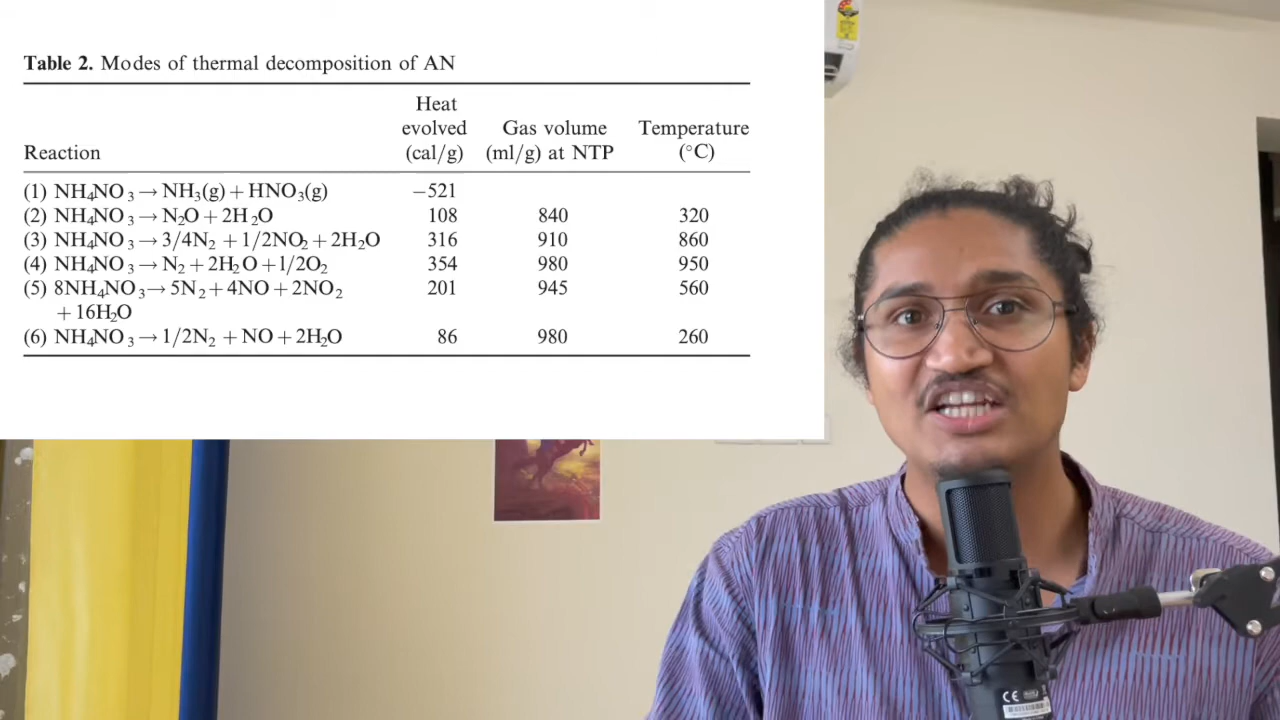 Table 2. Modes of thermal decomposition of AN
Heat
evolved Gas volume Temperature
Reaction (cal/g) (ml/g) at NTP (°C)
(1) NH₄NO₃→NH₃(g)+HNO₃(g) −521
(2) NH₄NO₃→N₂O+2H₂O 108 840 320
(3) NH₄NO₃→3/4N₂+1/2NO₂+2H₂O 316 910 860
(4) NH₄NO₃→N₂+2H₂O+1/2O₂ 354 980 950
(5) 8NH₄NO₃→5N₂+4NO+2NO₂ 201 945 560
+16H₂O
(6) NH₄NO₃→1/2N₂+NO+2H₂O 86 980 260
CE